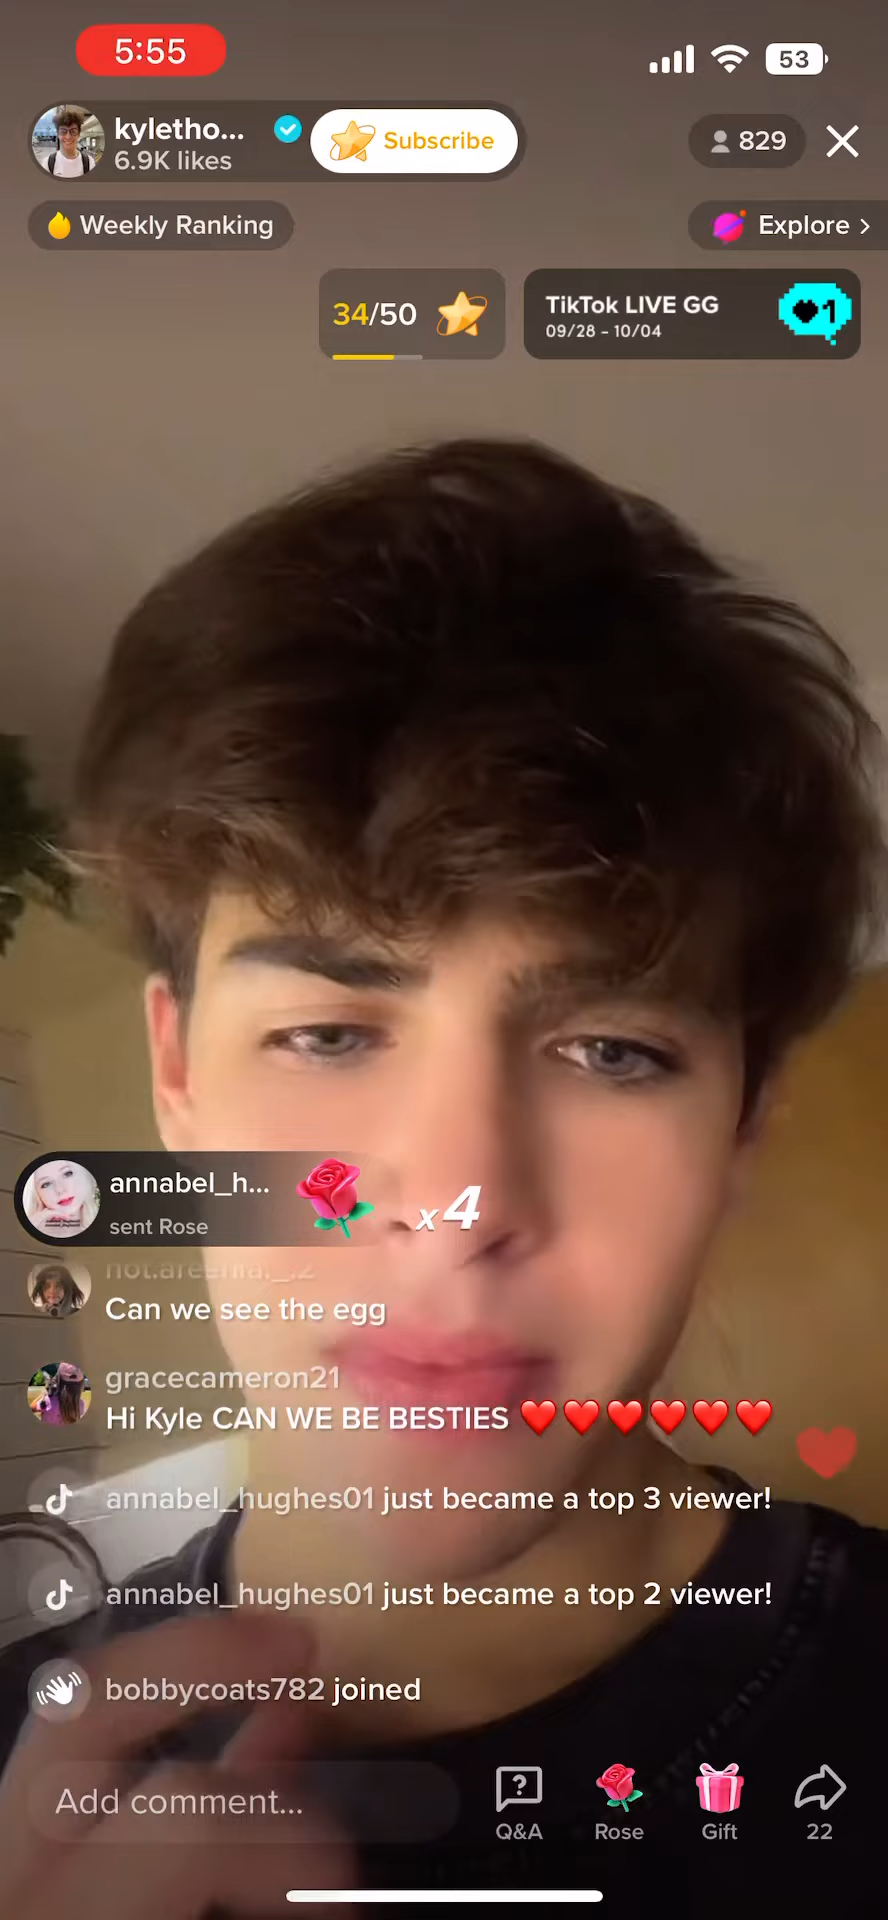 5:55
53
kyletho...
6.9K likes
Subscribe
829
Weekly Ranking
Explore >
34/50
TikTok LIVE GG
09/28 - 10/04
1
annabel_h...
sent Rose
x4
Can we see the egg
gracecameron21
Hi Kyle CAN WE BE BESTIES ❤️❤️❤️❤️❤️❤️
annabel_hughes01 just became a top 3 viewer!
annabel_hughes01 just became a top 2 viewer!
bobbycoats782 joined
Add comment...
Q&A
Rose
Gift
22